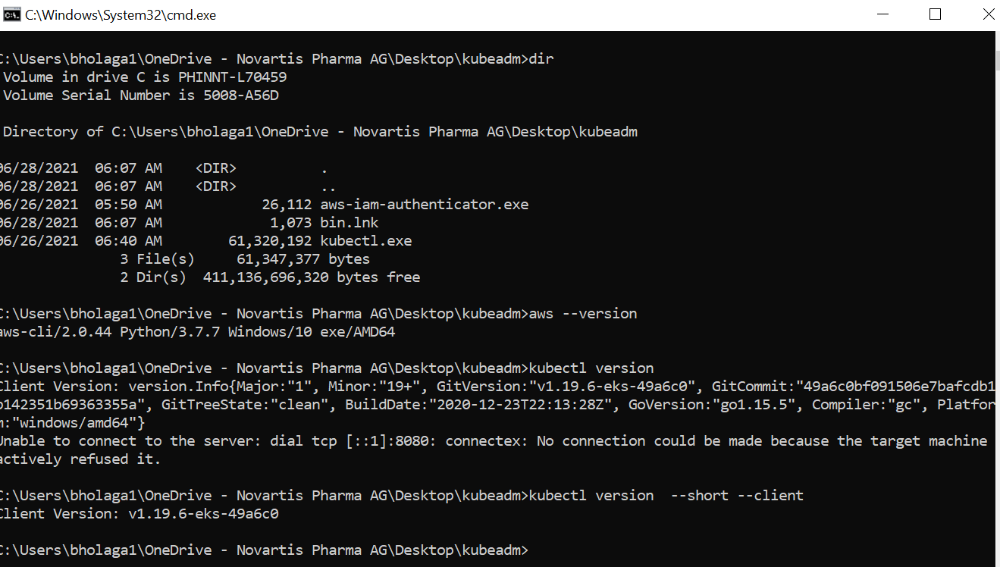 C:\Windows\System32\cmd.exe
C:\Users\bholaga1\OneDrive - Novartis Pharma AG\Desktop\kubeadm>dir
Volume in drive C is PHINNT-L70459
Volume Serial Number is 5008-A56D
Directory of C:\Users\bholaga1\OneDrive - Novartis Pharma AG\Desktop\kubeadm
06/28/2021  06:07 AM    <DIR>          .
06/28/2021  06:07 AM    <DIR>          ..
06/26/2021  05:50 AM            26,112 aws-iam-authenticator.exe
06/28/2021  06:07 AM             1,073 bin.lnk
06/26/2021  06:40 AM        61,320,192 kubectl.exe
3 File(s)     61,347,377 bytes
2 Dir(s)  411,136,696,320 bytes free
C:\Users\bholaga1\OneDrive - Novartis Pharma AG\Desktop\kubeadm>aws --version
aws-cli/2.0.44 Python/3.7.7 Windows/10 exe/AMD64
C:\Users\bholaga1\OneDrive - Novartis Pharma AG\Desktop\kubeadm>kubectl version
Client Version: version.Info{Major:"1", Minor:"19+", GitVersion:"v1.19.6-eks-49a6c0", GitCommit:"49a6c0bf091506e7bafcdb1
b142351b69363355a", GitTreeState:"clean", BuildDate:"2020-12-23T22:13:28Z", GoVersion:"go1.15.5", Compiler:"gc", Platfor
m:"windows/amd64"}
Unable to connect to the server: dial tcp [::1]:8080: connectex: No connection could be made because the target machine
actively refused it.
C:\Users\bholaga1\OneDrive - Novartis Pharma AG\Desktop\kubeadm>kubectl version  --short --client
Client Version: v1.19.6-eks-49a6c0
C:\Users\bholaga1\OneDrive - Novartis Pharma AG\Desktop\kubeadm>